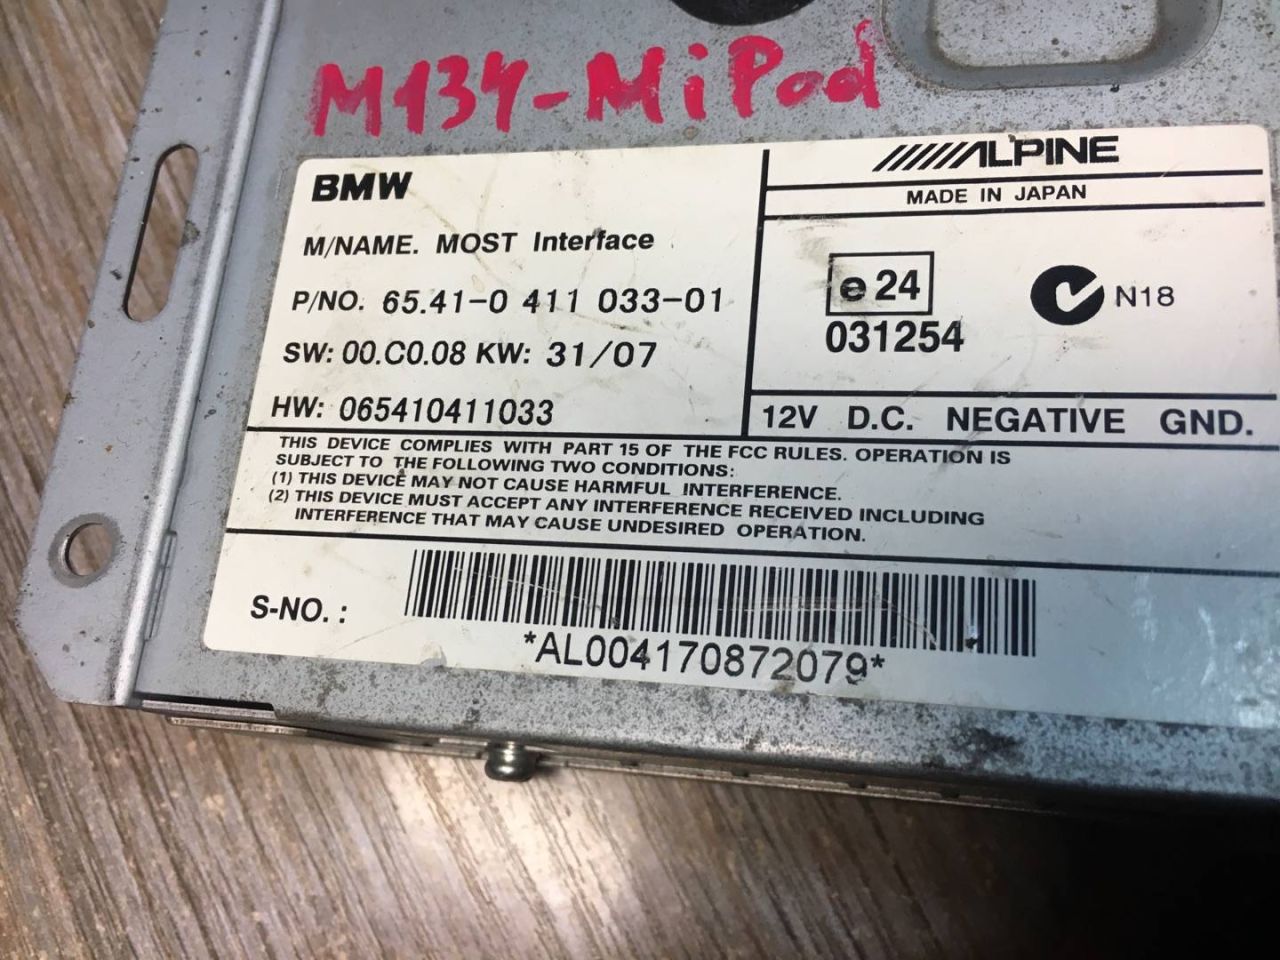 M134-MiPod
BMW
M/NAME. MOST Interface
P/NO. 65.41-0 411 033-01
SW: 00.C0.08 KW: 31/07
HW: 065410411033
ALPINE
MADE IN JAPAN
e24
031254
N18
12V D.C. NEGATIVE GND.
THIS DEVICE COMPLIES WITH PART 15 OF THE FCC RULES. OPERATION IS
SUBJECT TO THE FOLLOWING TWO CONDITIONS:
(1) THIS DEVICE MAY NOT CAUSE HARMFUL INTERFERENCE.
(2) THIS DEVICE MUST ACCEPT ANY INTERFERENCE RECEIVED INCLUDING
INTERFERENCE THAT MAY CAUSE UNDESIRED OPERATION.
S-NO. :
*AL004170872079*